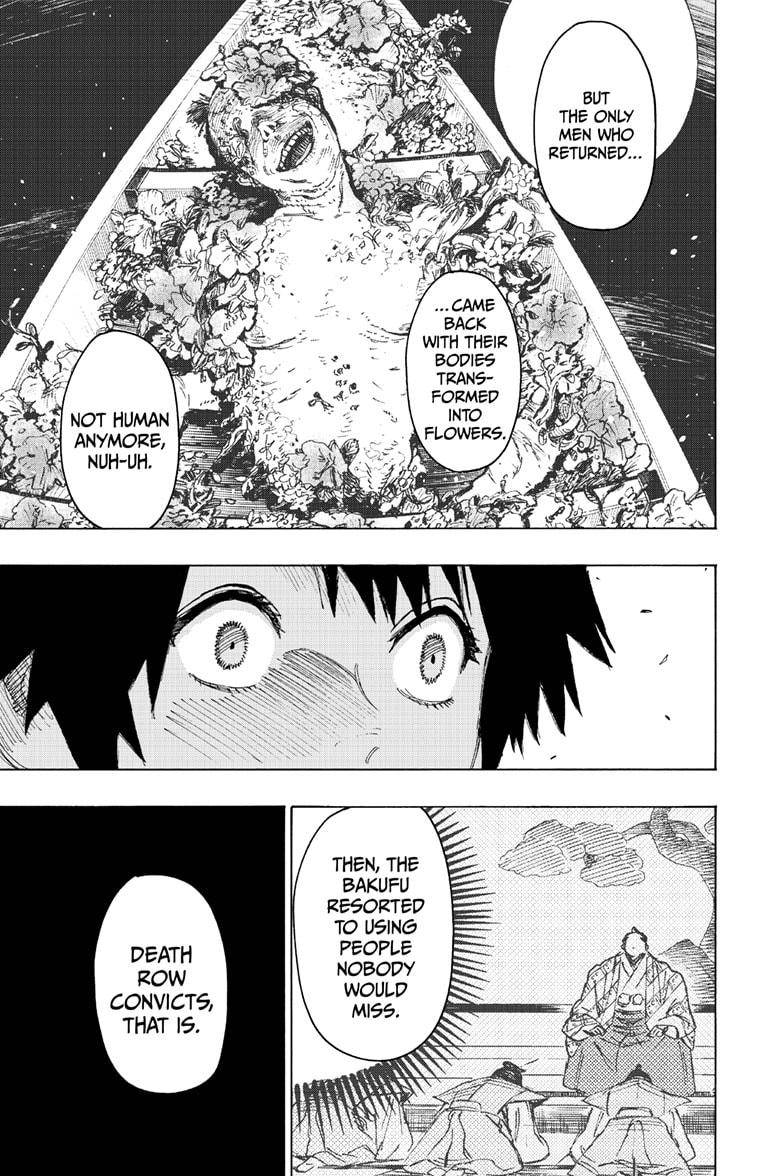 BUT
THE ONLY
MEN WHO
RETURNED...
...CAME
BACK
WITH THEIR
BODIES
TRANS-
FORMED
INTO
FLOWERS.
NOT HUMAN
ANYMORE,
NUH-UH.
THEN, THE
BAKUFU
RESORTED
TO USING
PEOPLE
NOBODY
WOULD
MISS.
DEATH
ROW
CONVICTS,
THAT IS.